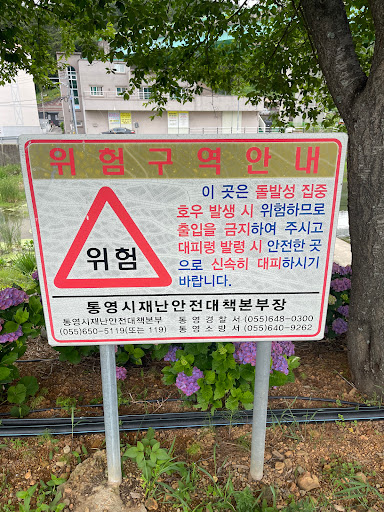 위험구역안내
위험
이 곳은 돌발성 집중
호우 발생 시 위험하므로
출입을 금지하여 주시고
대피령 발령 시 안전한 곳
으로 신속히 대피하시기
바랍니다.
통영시재난안전대책본부장
통영시재난안전대책본부 통영경찰서 (055)648-0300
(055)650-5119(또는 119) 통영소방서 (055)640-9262